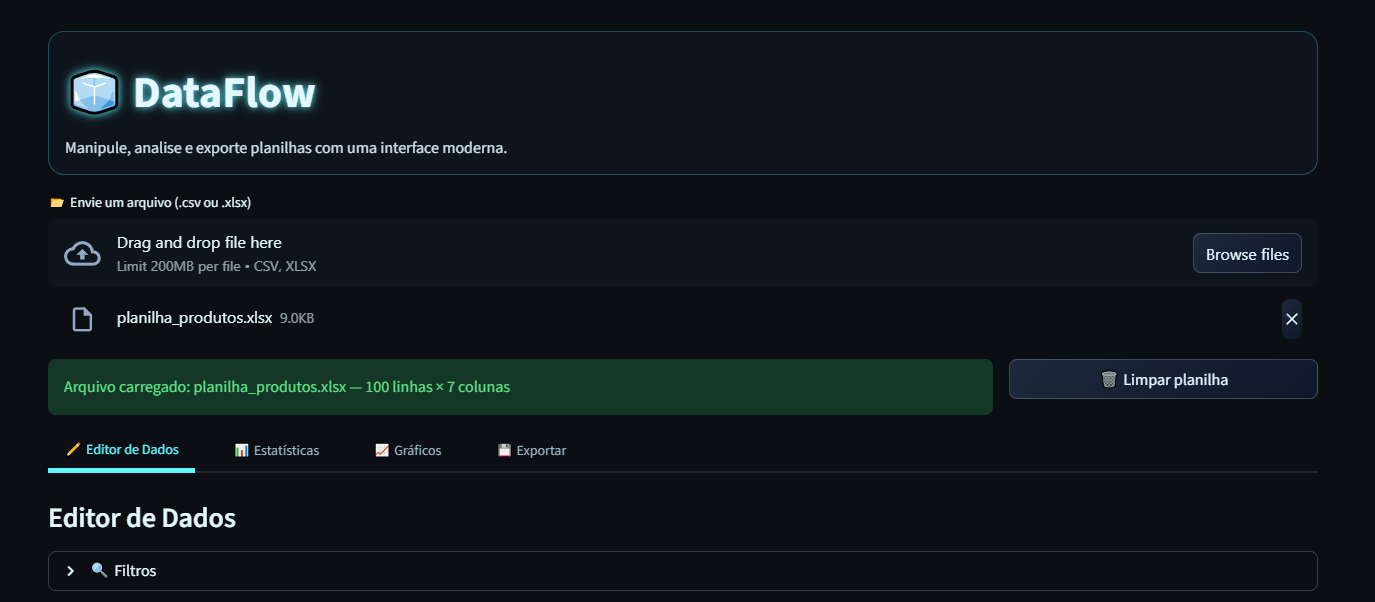 DataFlow
Manipule, analise e exporte planilhas com uma interface moderna.
Envie um arquivo (.csv ou .xlsx)
Drag and drop file here
Limit 200MB per file • CSV, XLSX
Browse files
planilha_produtos.xlsx 9.0KB
Arquivo carregado: planilha_produtos.xlsx — 100 linhas × 7 colunas
Limpar planilha
Editor de Dados Estatísticas Gráficos Exportar
Editor de Dados
Filtros